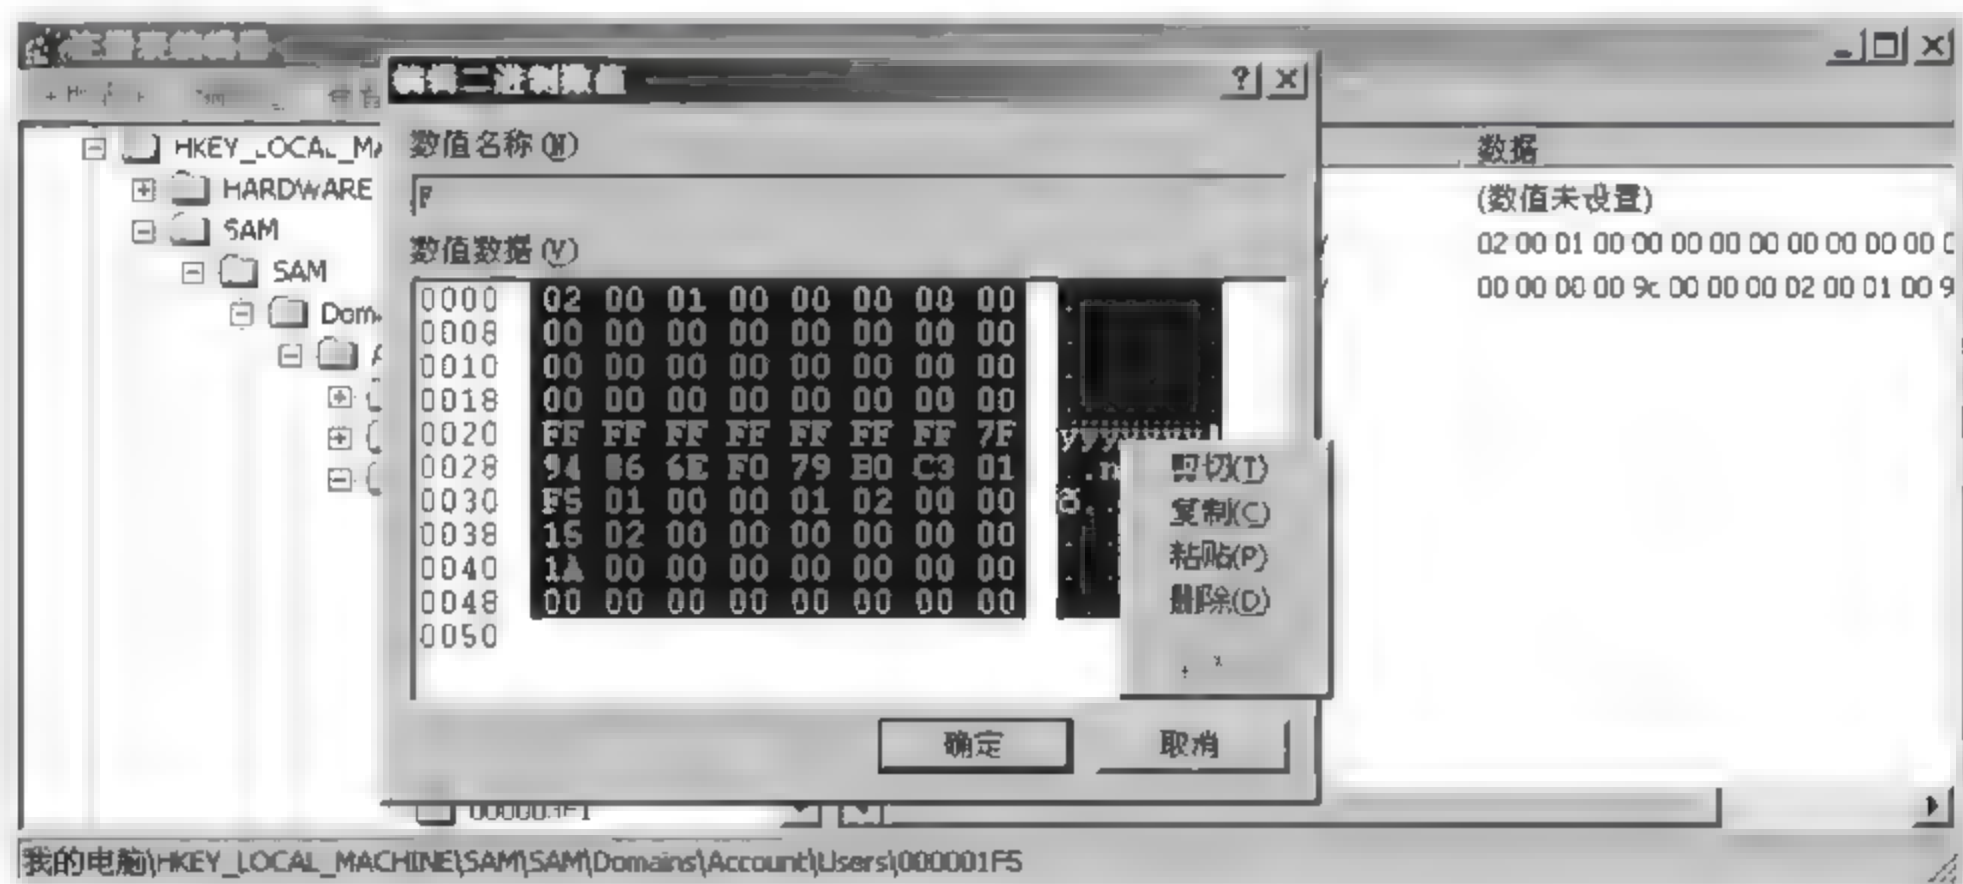 编辑二进制数值
数值名称(N)
F
数值数据(V)
0000 02 00 01 00 00 00 00 00
0008 00 00 00 00 00 00 00 00
0010 00 00 00 00 00 00 00 00
0018 00 00 00 00 00 00 00 00
0020 FF FF FF FF FF FF FF 7F
0028 94 86 6E F0 79 B0 C3 01
0030 F5 01 00 00 01 02 00 00
0038 15 02 00 00 00 00 00 00
0040 1A 00 00 00 00 00 00 00
0048 00 00 00 00 00 00 00 00
0050
剪切(T)
复制(C)
粘贴(P)
删除(D)
确定
取消
HKEY_LOCAL_MA
HARDWARE
SAM
SAM
Dom
数据
(数值未设置)
02 00 01 00 00 00 00 00 00 00 00 00 0
00 00 00 00 9c 00 00 00 02 00 01 00 9
000003F1
我的电脑\HKEY_LOCAL_MACHINE\SAM\SAM\Domains\Account\Users\000001F5